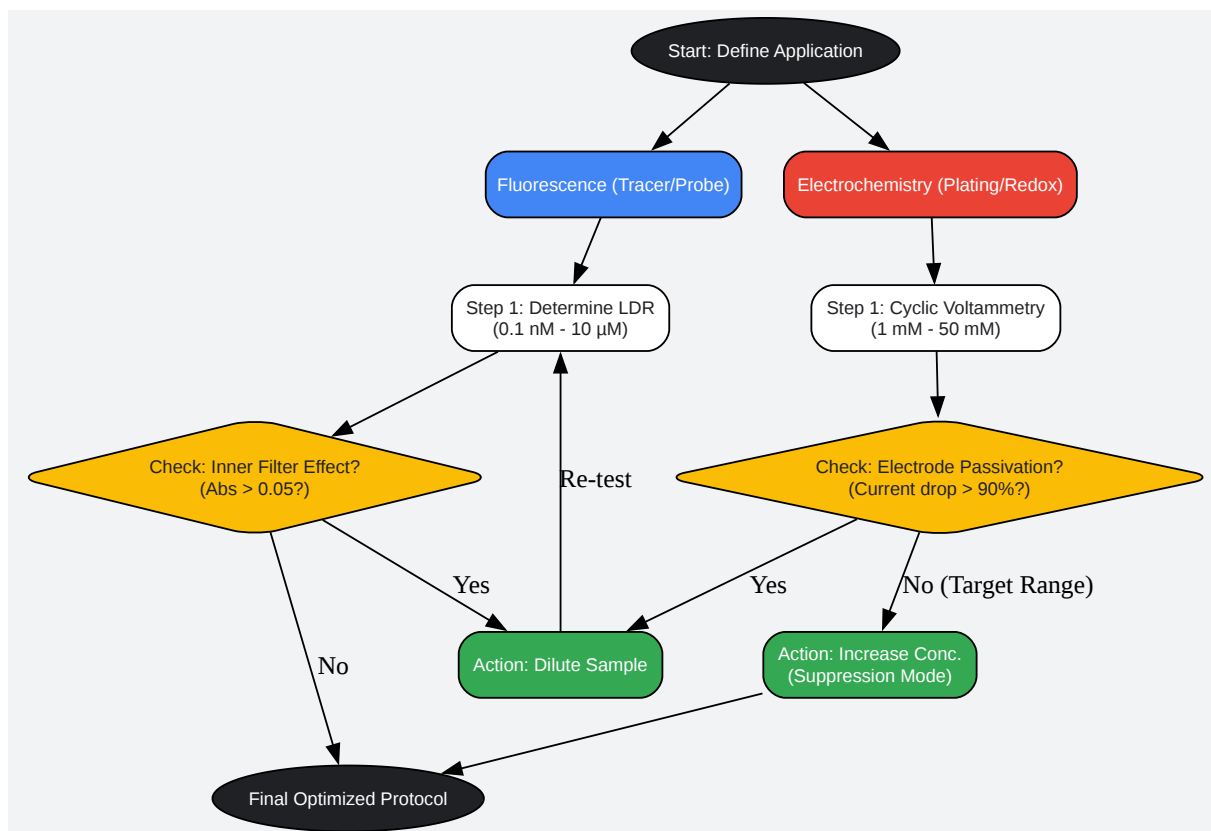 Start: Define Application
Fluorescence (Tracer/Probe)
Electrochemistry (Plating/Redox)
Step 1: Determine LDR
(0.1 nM - 10 µM)
Step 1: Cyclic Voltammetry
(1 mM - 50 mM)
Check: Inner Filter Effect?
(Abs > 0.05?)
Re-test
Check: Electrode Passivation?
(Current drop > 90%?)
Yes
Yes
No (Target Range)
No
Action: Dilute Sample
Action: Increase Conc.
(Suppression Mode)
Final Optimized Protocol